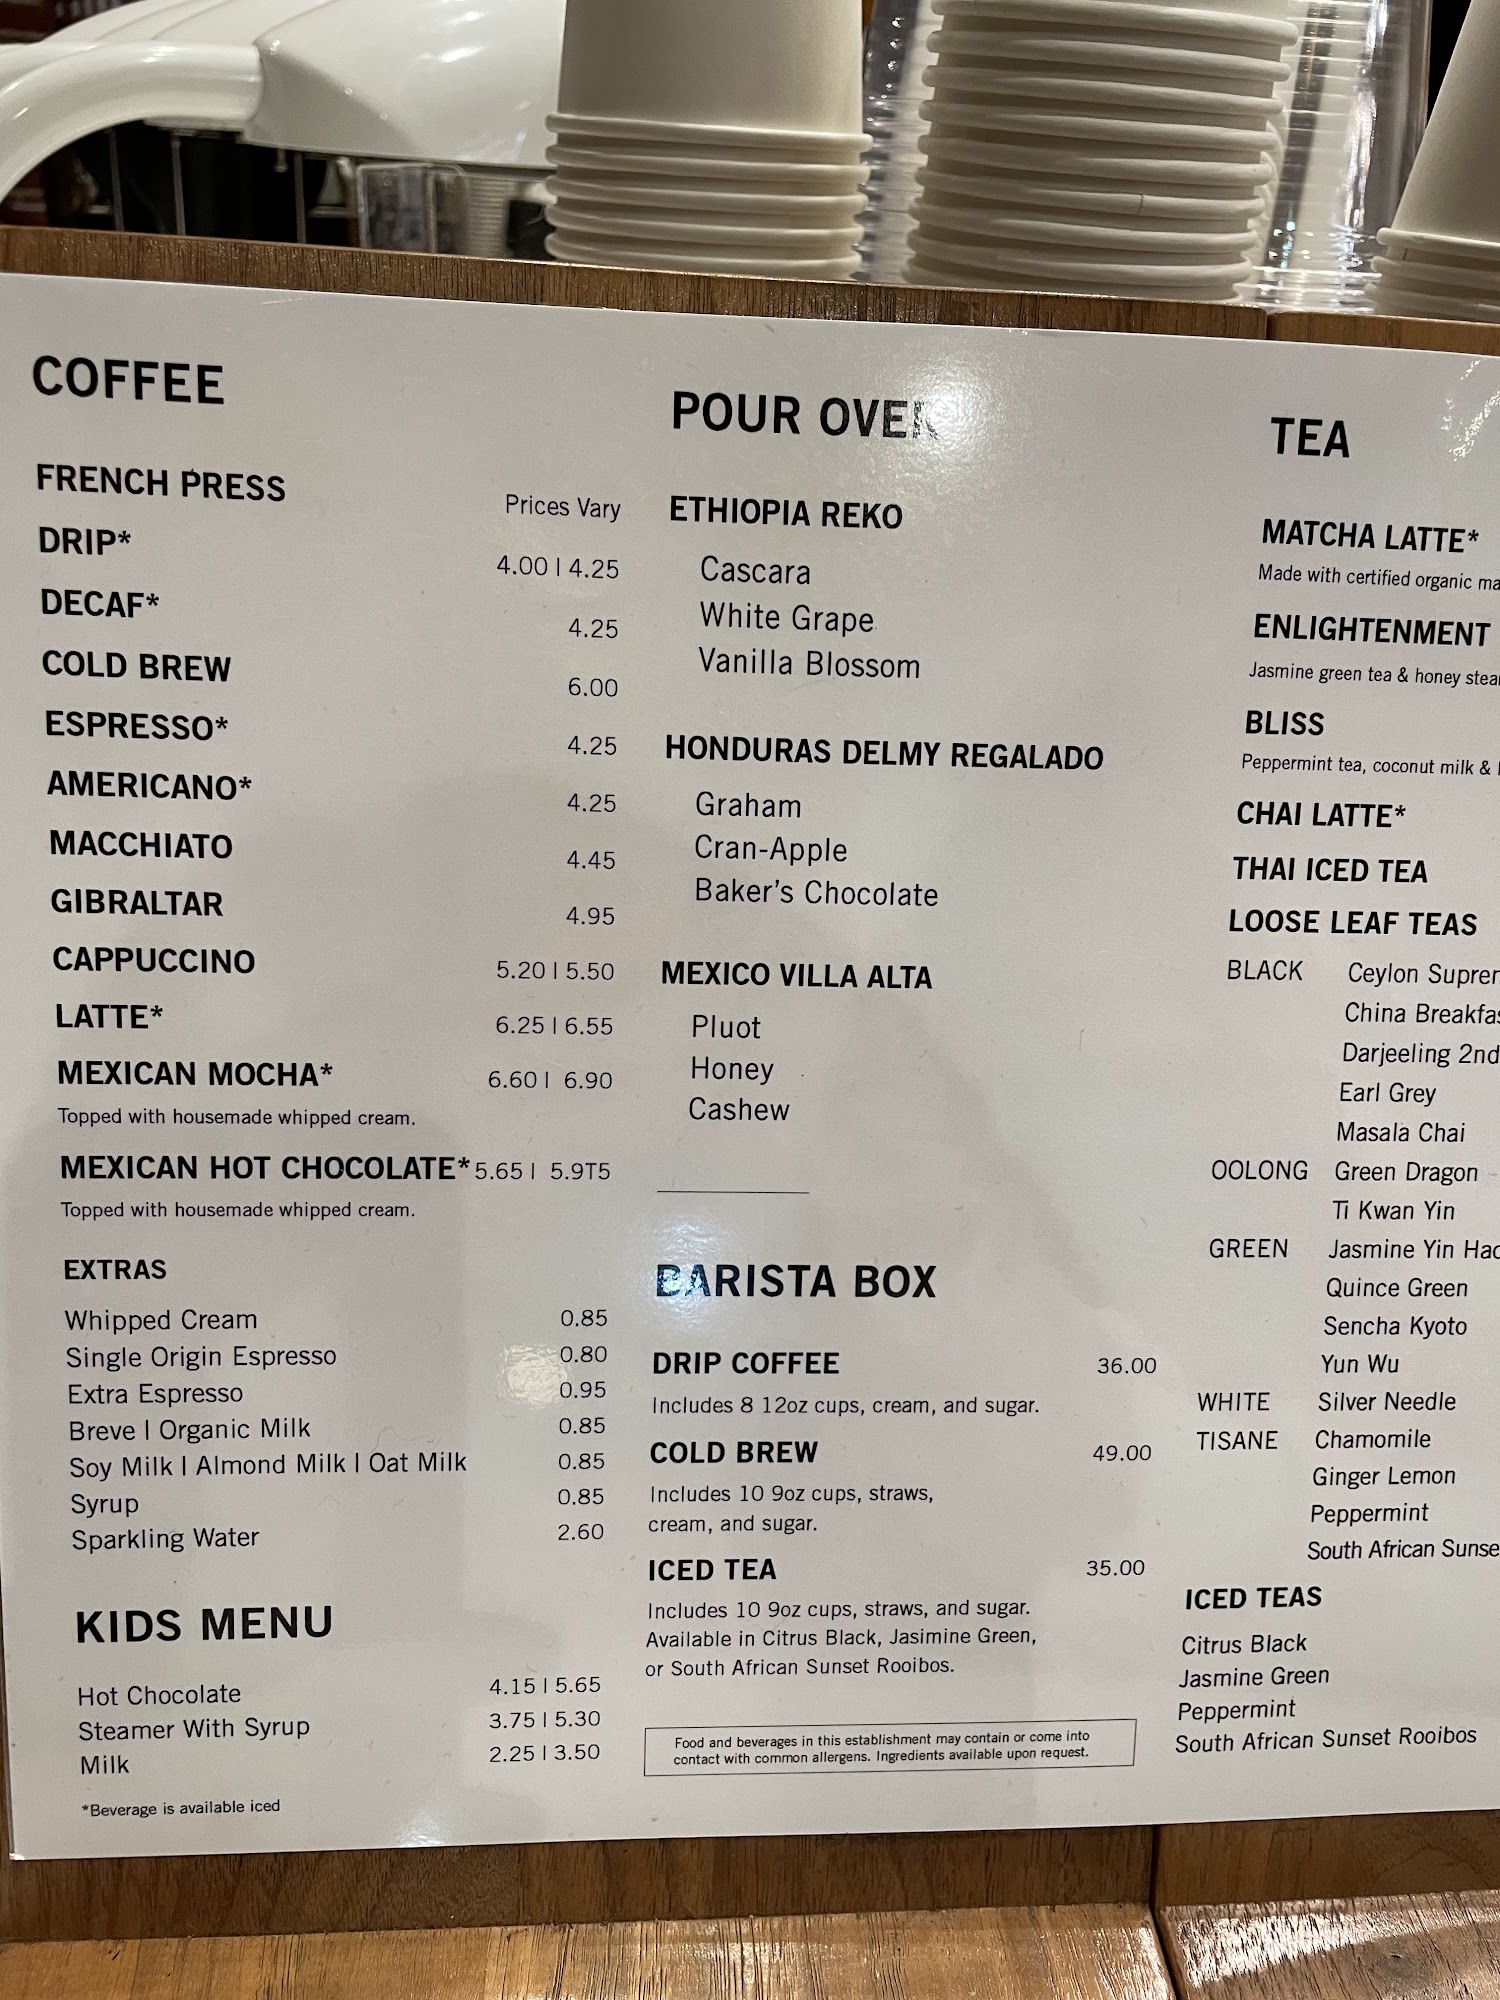 COFFEE
FRENCH PRESS Prices Vary
DRIP* 4.00 | 4.25
DECAF* 4.25
COLD BREW 6.00
ESPRESSO* 4.25
AMERICANO* 4.25
MACCHIATO 4.45
GIBRALTAR 4.95
CAPPUCCINO 5.20 | 5.50
LATTE* 6.25 | 6.55
MEXICAN MOCHA* 6.60 | 6.90
Topped with housemade whipped cream.
MEXICAN HOT CHOCOLATE* 5.65 | 5.9T5
Topped with housemade whipped cream.
EXTRAS
Whipped Cream 0.85
Single Origin Espresso 0.80
Extra Espresso 0.95
Breve | Organic Milk 0.85
Soy Milk | Almond Milk | Oat Milk 0.85
Syrup 0.85
Sparkling Water 2.60
KIDS MENU
Hot Chocolate 4.15 | 5.65
Steamer With Syrup 3.75 | 5.30
Milk 2.25 | 3.50
*Beverage is available iced
POUR OVER
ETHIOPIA REKO
Cascara
White Grape
Vanilla Blossom
HONDURAS DELMY REGALADO
Graham
Cran-Apple
Baker's Chocolate
MEXICO VILLA ALTA
Pluot
Honey
Cashew
BARISTA BOX
DRIP COFFEE 36.00
Includes 8 12oz cups, cream, and sugar.
COLD BREW 49.00
Includes 10 9oz cups, straws,
cream, and sugar.
ICED TEA 35.00
Includes 10 9oz cups, straws, and sugar.
Available in Citrus Black, Jasimine Green,
or South African Sunset Rooibos.
Food and beverages in this establishment may contain or come into
contact with common allergens. Ingredients available upon request.
TEA
MATCHA LATTE*
Made with certified organic
ENLIGHTENMENT
Jasmine green tea & honey
BLISS
Peppermint tea, coconut milk &
CHAI LATTE*
THAI ICED TEA
LOOSE LEAF TEAS
BLACK Ceylon
China
Darjeeling 2nd
Earl Grey
Masala Chai
OOLONG Green Dragon
Ti Kwan Yin
GREEN Jasmine Yin
Quince Green
Sencha Kyoto
Yun Wu
WHITE Silver Needle
TISANE Chamomile
Ginger Lemon
Peppermint
South African
ICED TEAS
Citrus Black
Jasmine Green
Peppermint
South African Sunset Rooibos